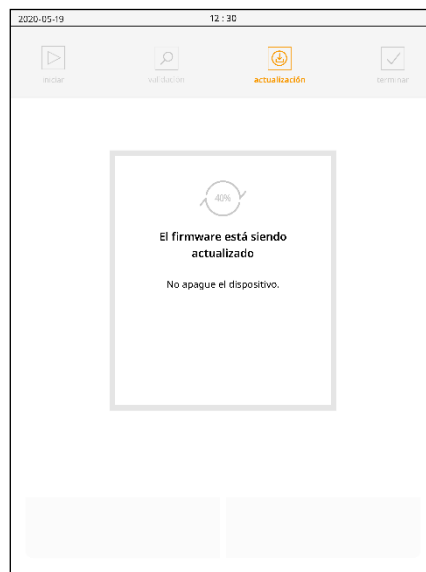 2020-05-19 12 : 30
iniciar validación actualización terminar
40%
El firmware está siendo
actualizado
No apague el dispositivo.